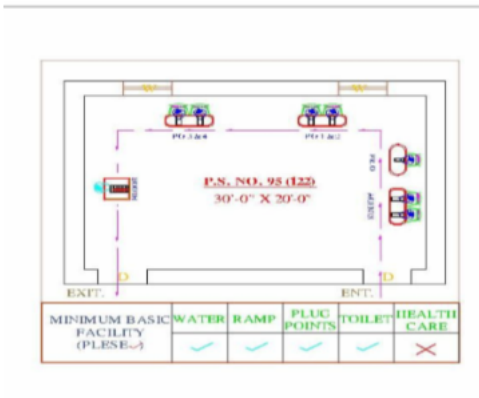 W
W
PO 3 & 4
PO 1 & 2
P.S. NO. 95 (122)
30'-0" X 20'-0"
D
D
EXIT.
ENT.
MINIMUM BASIC
FACILITY
(PLESE✓)
WATER
RAMP
PLUG
POINTS
TOILET
HEALTH
CARE